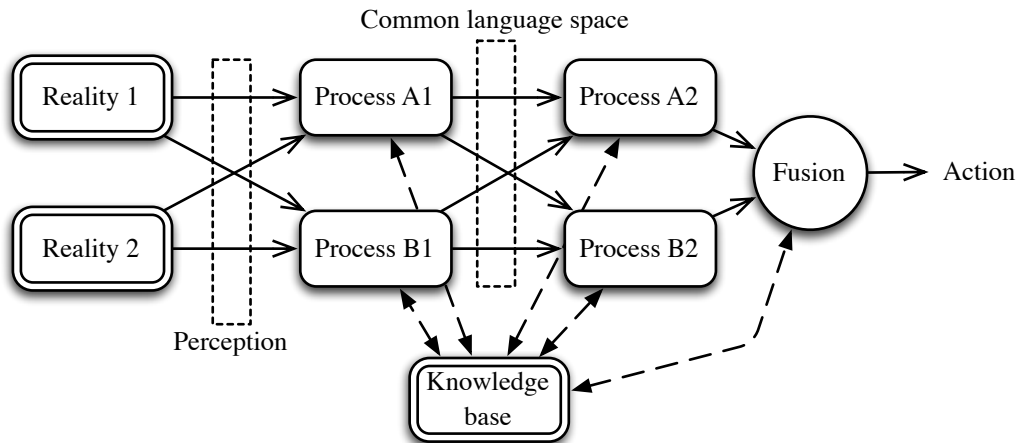 Common language space
Reality 1
Process A1
Process A2
Fusion
Action
Reality 2
Process B1
Process B2
Perception
Knowledge
base